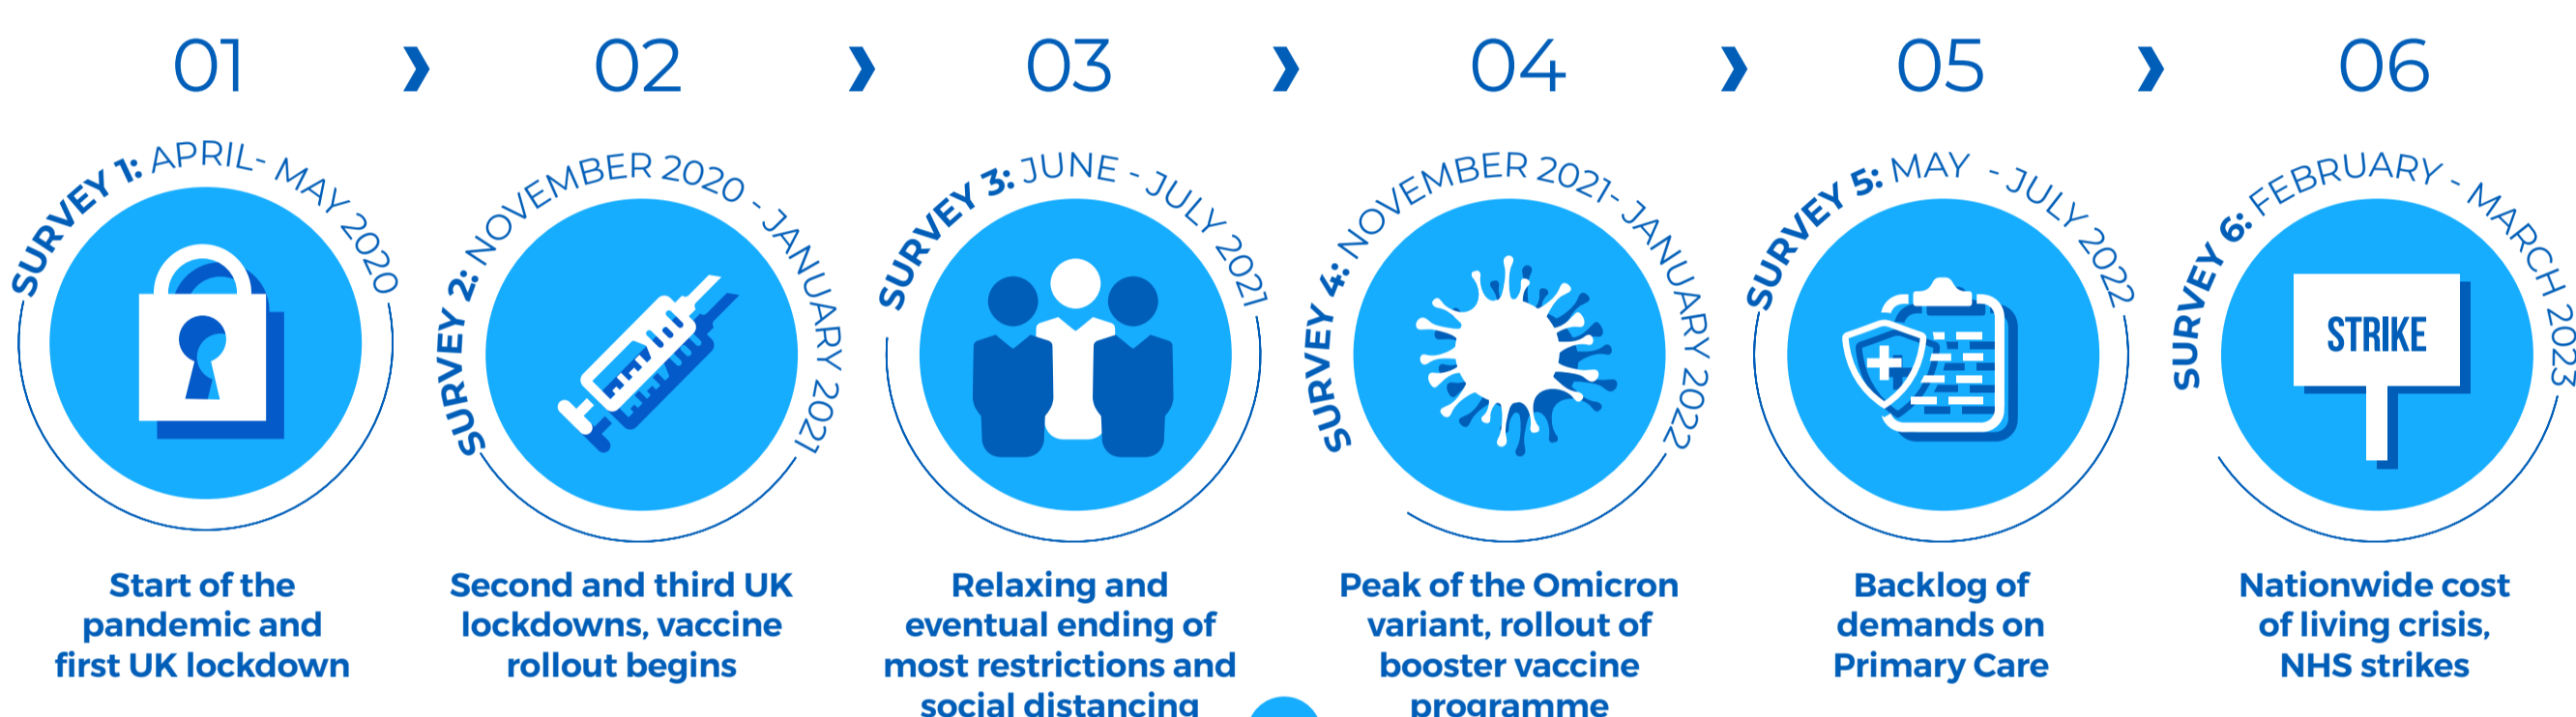 01
02
03
04
05
06
SURVEY 1: APRIL- MAY 2020
SURVEY 2: NOVEMBER 2020 - JANUARY 2021
SURVEY 3: JUNE - JULY 2021
SURVEY 4: NOVEMBER 2021- JANUARY 2022
SURVEY 5: MAY - JULY 2022
SURVEY 6: FEBRUARY - MARCH 2023
STRIKE
Start of the
pandemic and
first UK lockdown
Second and third UK
lockdowns, vaccine
rollout begins
Relaxing and
eventual ending of
most restrictions and
social distancing
Peak of the Omicron
variant, rollout of
booster vaccine
programme
Backlog of
demands on
Primary Care
Nationwide cost
of living crisis,
NHS strikes